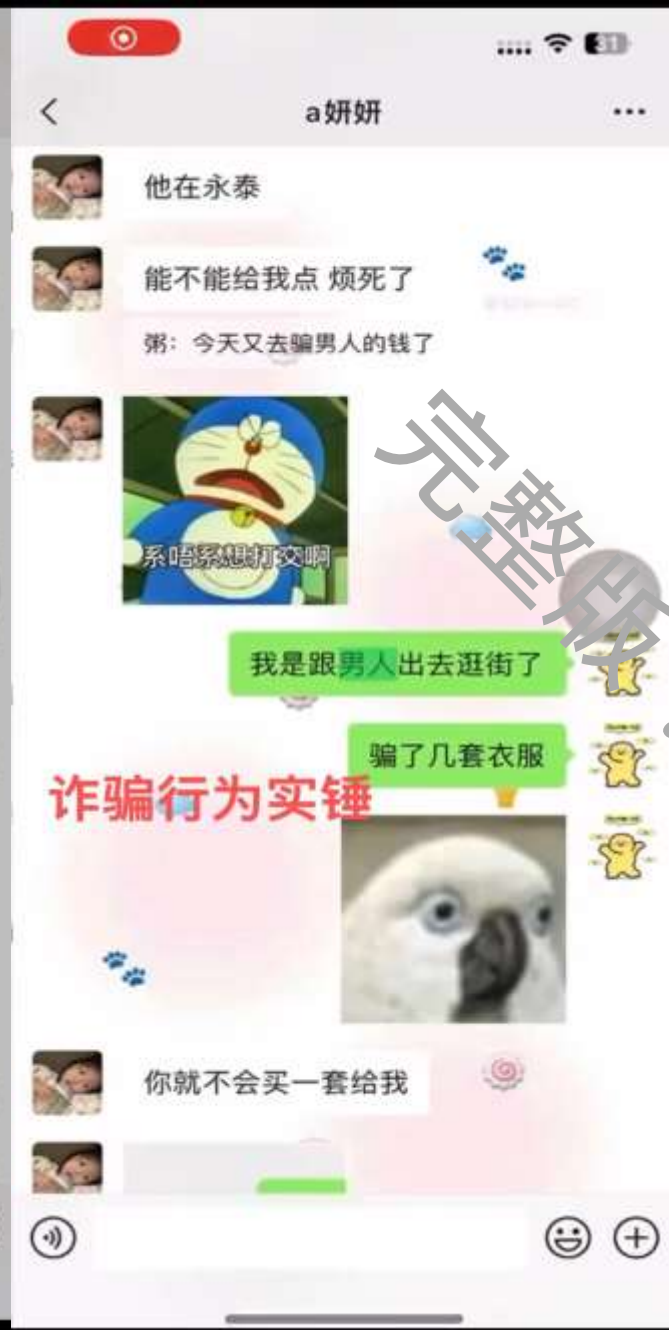 31
a妍妍
他在永泰
能不能给我点 烦死了
粥：今天又去骗男人的钱了
系唔系想打交啊
完整版
我是跟男人出去逛街了
骗了几套衣服
诈骗行为实锤
你就不会买一套给我